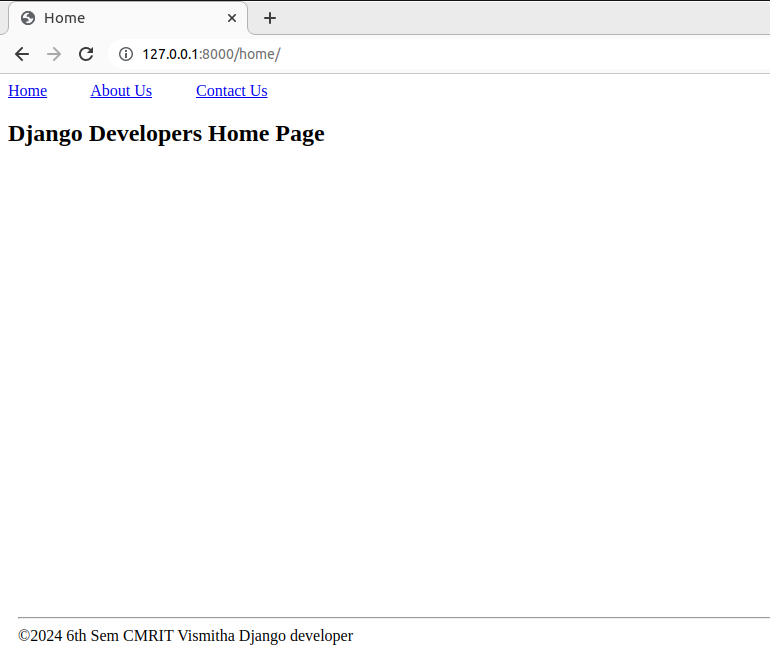 Home
127.0.0.1:8000/home/
Home About Us Contact Us
Django Developers Home Page
©2024 6th Sem CMRIT Vismitha Django developer